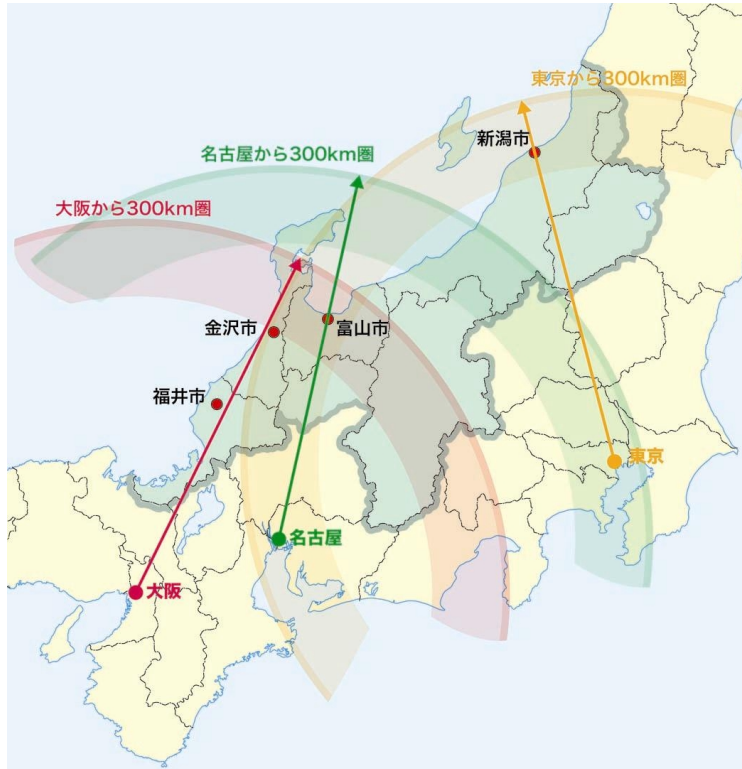 東京から300km圏
新潟市
名古屋から300km圏
大阪から300km圏
金沢市
富山市
福井市
東京
名古屋
大阪